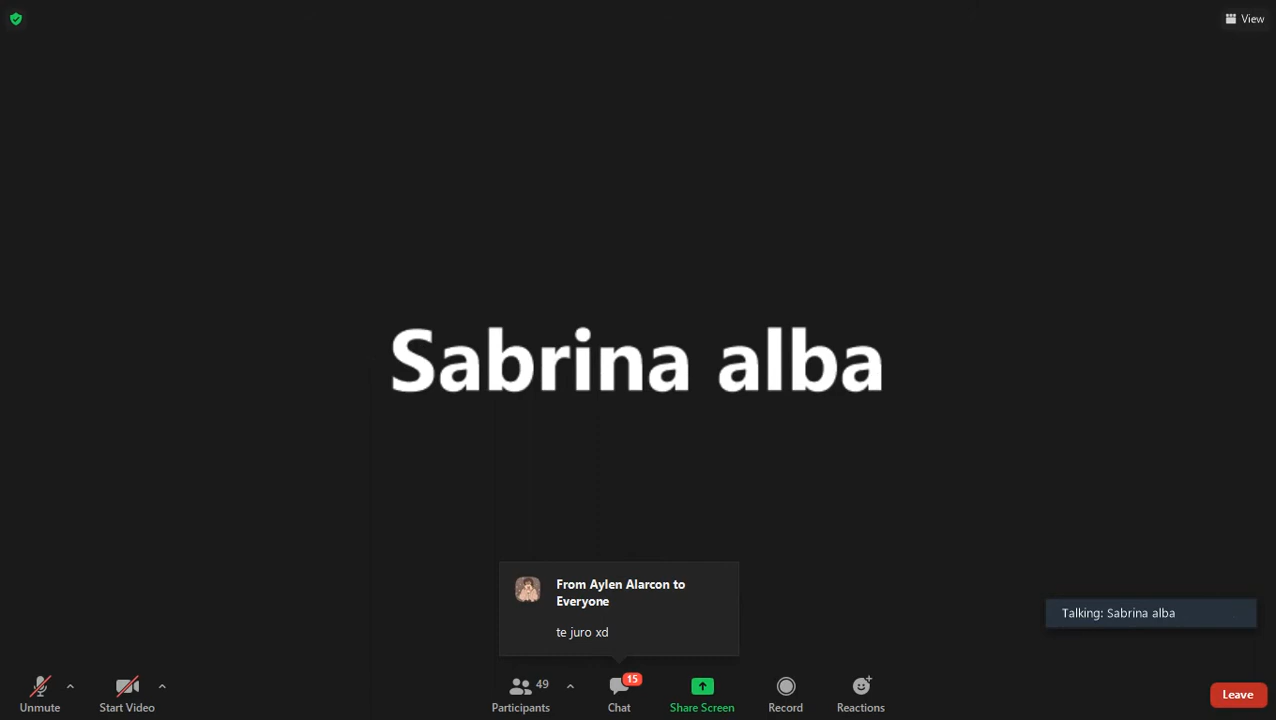 View
Sabrina alba
From Aylen Alarcon to
Everyone
te juro xd
Talking: Sabrina alba
49
15
Unmute
Start Video
Participants
Chat
Share Screen
Record
Reactions
Leave